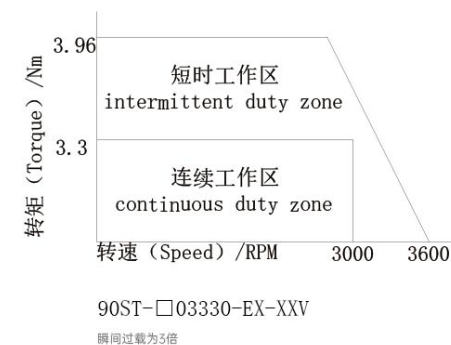 3.96
短时工作区
intermittent duty zone
转矩（Torque）/Nm
3.3
连续工作区
continuous duty zone
转速（Speed）/RPM
3000
3600
90ST-□03330-EX-XXV
瞬间过载为3倍